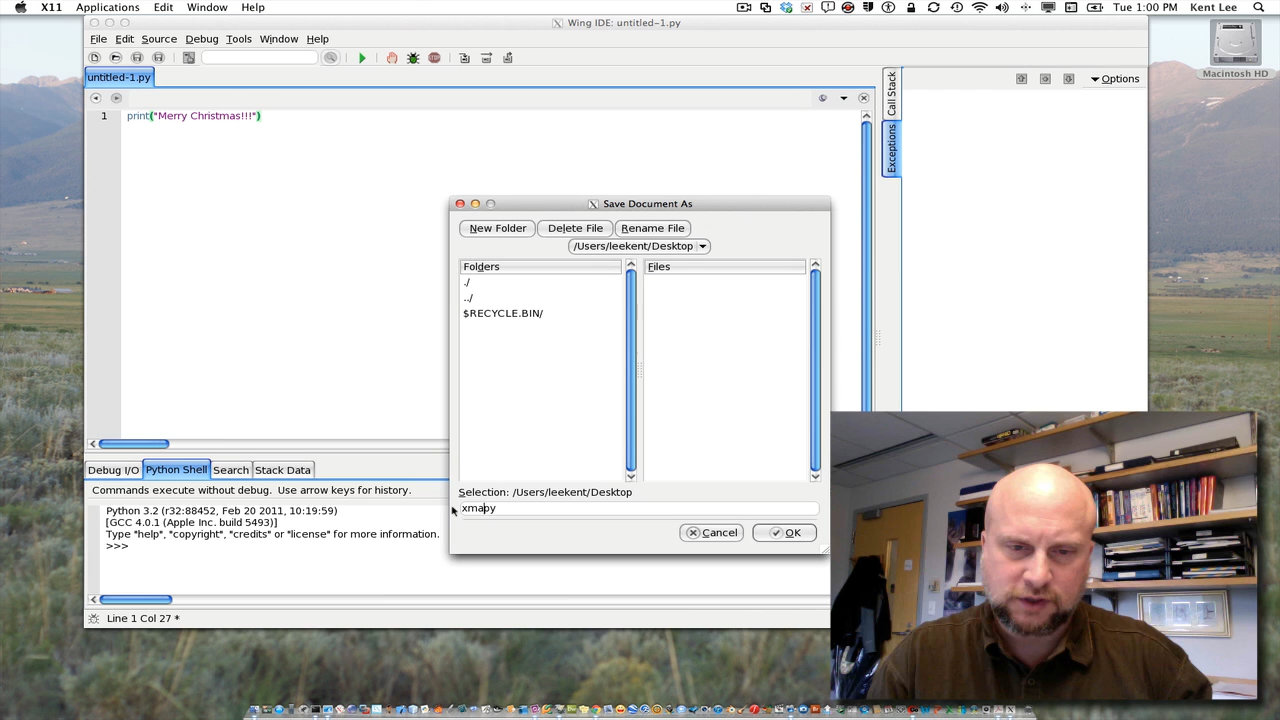 X11 Applications Edit Window Help Tue 1:00 PM Kent Lee
Wing IDE: untitled-1.py
File Edit Source Debug Tools Window Help
Macintosh HD
untitled-1.py
Options
Call Stack
Exceptions
1 print("Merry Christmas!!!")
Save Document As
New Folder Delete File Rename File
/Users/leekent/Desktop
Folders Files
./
../
$RECYCLE.BIN/
Selection: /Users/leekent/Desktop
xmapy
Cancel OK
Debug I/O Python Shell Search Stack Data
Commands execute without debug. Use arrow keys for history.
Python 3.2 (r32:88452, Feb 20 2011, 10:19:59)
[GCC 4.0.1 (Apple Inc. build 5493)]
Type "help", "copyright", "credits" or "license" for more information.
>>>
Line 1 Col 27 *